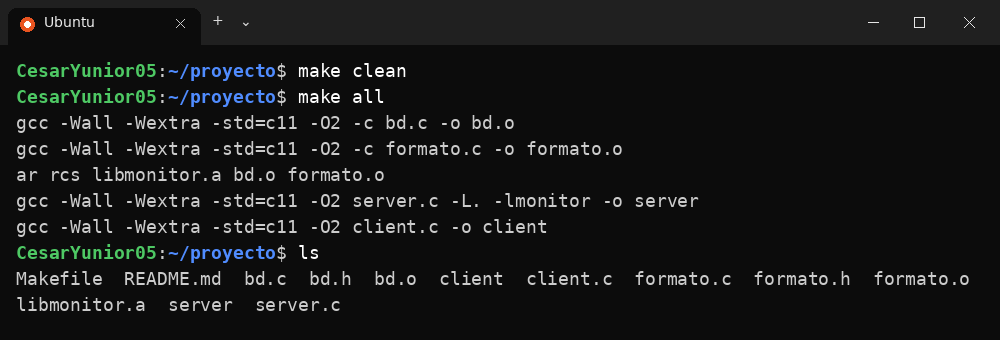 Ubuntu
CesarYunior05:~/proyecto$ make clean
CesarYunior05:~/proyecto$ make all
gcc -Wall -Wextra -std=c11 -O2 -c bd.c -o bd.o
gcc -Wall -Wextra -std=c11 -O2 -c formato.c -o formato.o
ar rcs libmonitor.a bd.o formato.o
gcc -Wall -Wextra -std=c11 -O2 server.c -L. -lmonitor -o server
gcc -Wall -Wextra -std=c11 -O2 client.c -o client
CesarYunior05:~/proyecto$ ls
Makefile  README.md  bd.c  bd.h  bd.o  client  client.c  formato.c  formato.h  formato.o
libmonitor.a  server  server.c